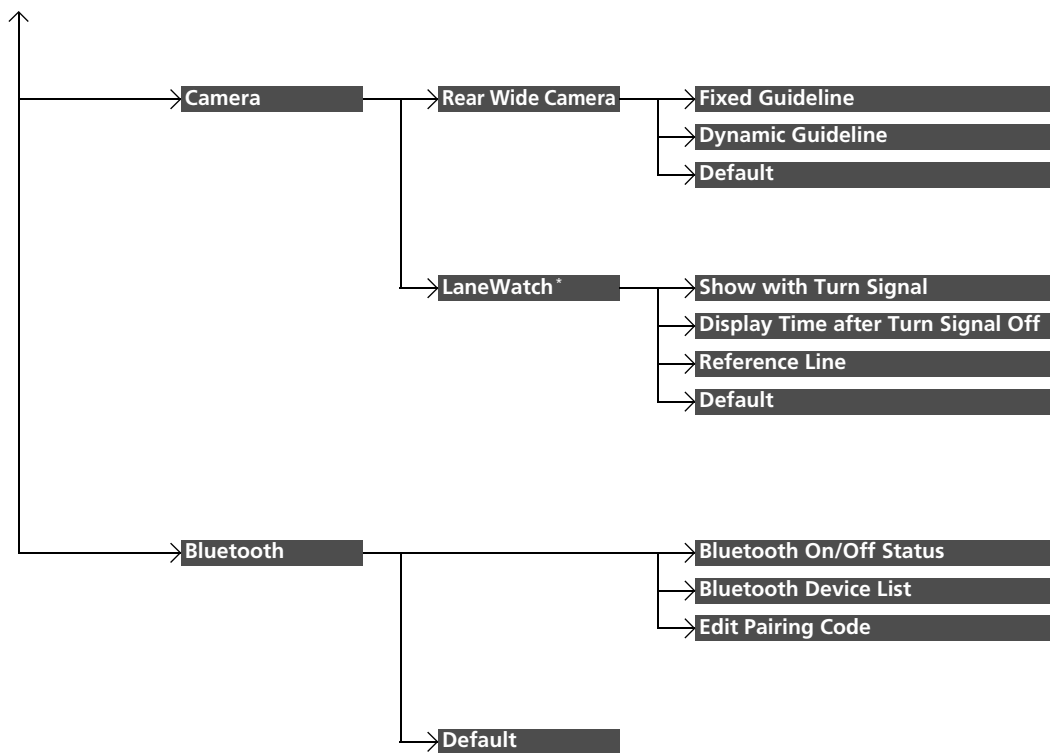 Camera
Rear Wide Camera
Fixed Guideline
Dynamic Guideline
Default
LaneWatch*
Show with Turn Signal
Display Time after Turn Signal Off
Reference Line
Default
Bluetooth
Bluetooth On/Off Status
Bluetooth Device List
Edit Pairing Code
Default